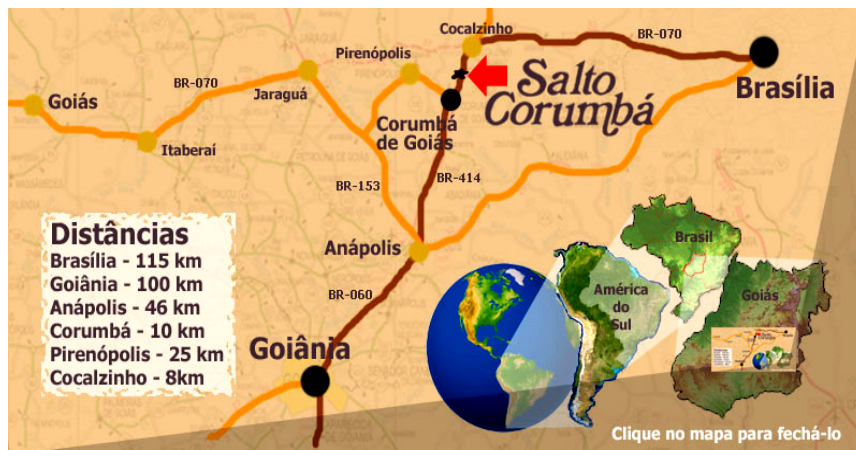 Cocalzinho
BR-070
Pirenópolis
Salto
Corumbá
Brasília
BR-070
Jaraguá
Goiás
Corumbá
de Goiás
Itaberaí
BR-153
BR-414
Distâncias
Brasília - 115 km
Goiânia - 100 km
Anápolis - 46 km
Corumbá - 10 km
Pirenópolis - 25 km
Cocalzinho - 8km
Anápolis
BR-060
Goiânia
Brasil
América
do
Sul
Goiás
Clique no mapa para fechá-lo